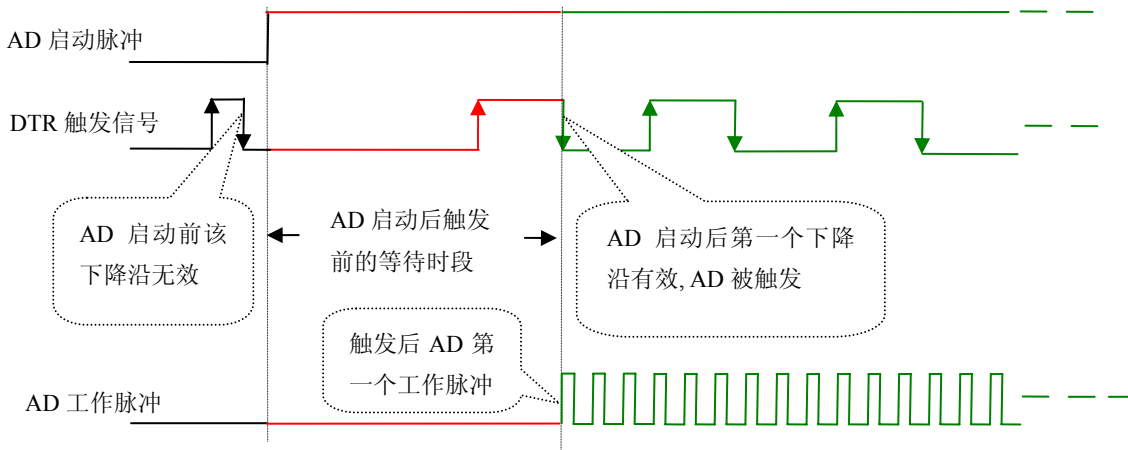 AD 启动脉冲
DTR 触发信号
AD 启动前该
下降沿无效
AD 启动后触发
前的等待时段
AD 启动后第一个下降
沿有效, AD 被触发
触发后 AD 第
一个工作脉冲
AD 工作脉冲